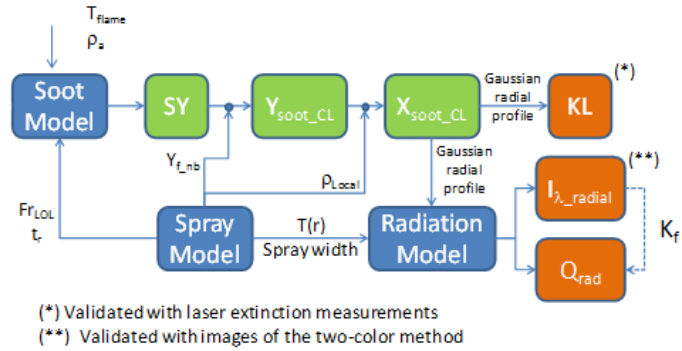 T_flame
ρ_a
Soot
Model
SY
Y_soot_CL
X_soot_CL
Gaussian
radial
profile
KL
(*)
Y_f_nb
ρ_Local
Gaussian
radial
profile
(**)
I_λ_radial
Fr_LOL
t_r
Spray
Model
T(r)
Spray width
Radiation
Model
K_f
Q_rad
(*) Validated with laser extinction measurements
(**) Validated with images of the two-color method